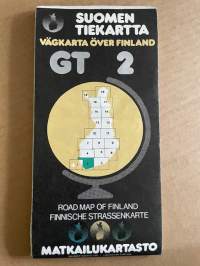 SUOMEN
TIEKARTTA
VÄGKARTA ÖVER FINLAND
GT 2
ROAD MAP OF FINLAND
FINNISCHE STRASSENKARTE
MATKAILUKARTASTO